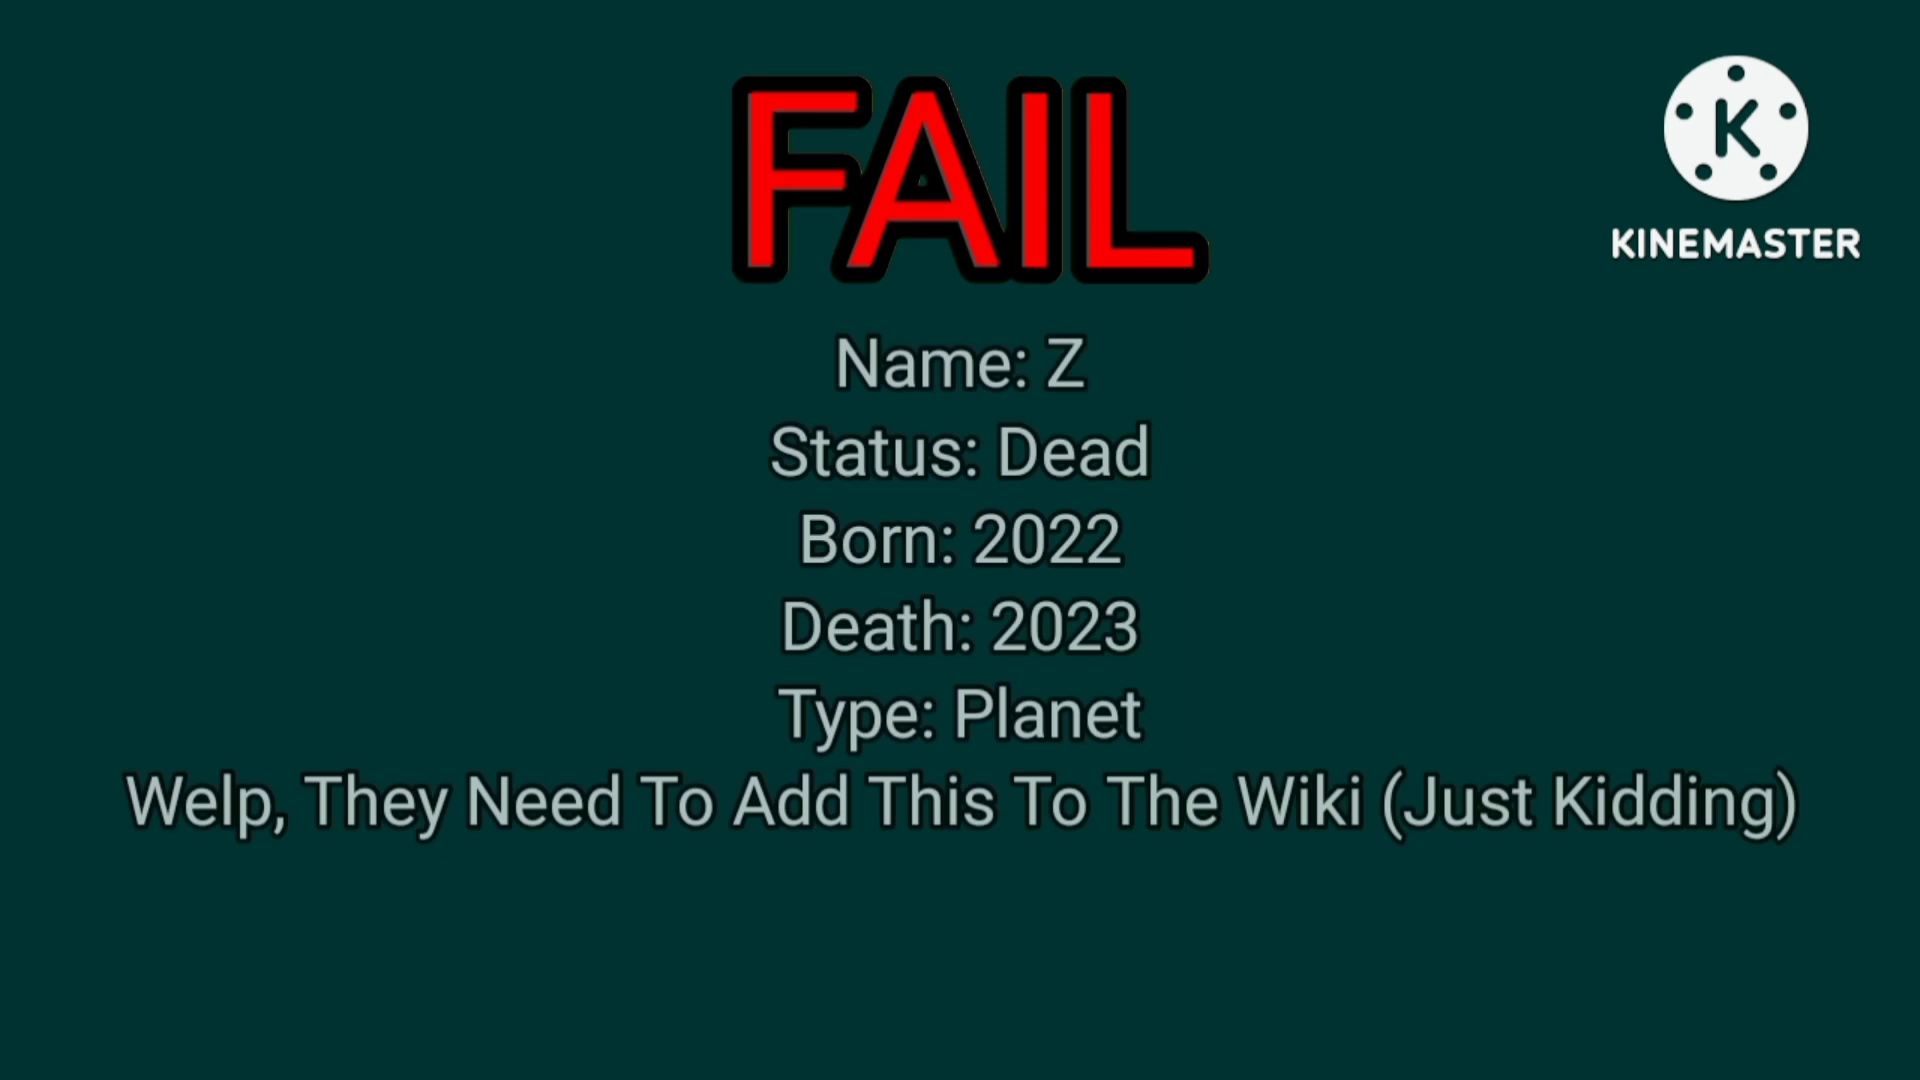 FAIL
K
KINEMASTER
Name: Z
Status: Dead
Born: 2022
Death: 2023
Type: Planet
Welp, They Need To Add This To The Wiki (Just Kidding)